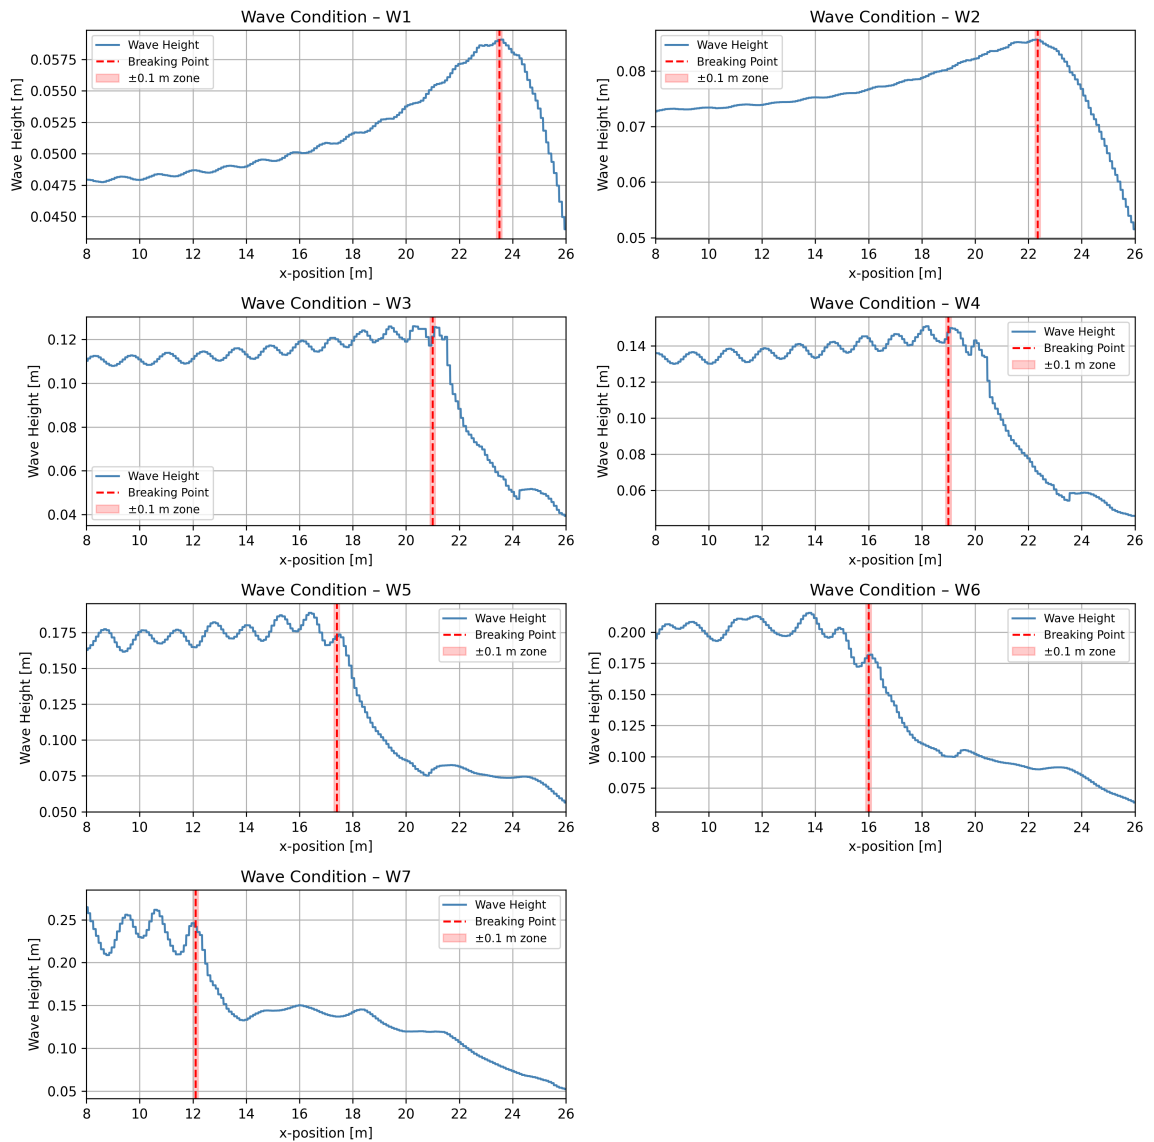 Wave Condition – W1
Wave Height [m]
0.0575
0.0550
0.0525
0.0500
0.0475
0.0450
Wave Height
Breaking Point
±0.1 m zone
8 10 12 14 16 18 20 22 24 26
x-position [m]
Wave Condition – W2
Wave Height [m]
0.08
0.07
0.06
0.05
Wave Height
Breaking Point
±0.1 m zone
8 10 12 14 16 18 20 22 24 26
x-position [m]
Wave Condition – W3
Wave Height [m]
0.12
0.10
0.08
0.06
0.04
Wave Height
Breaking Point
±0.1 m zone
8 10 12 14 16 18 20 22 24 26
x-position [m]
Wave Condition – W4
Wave Height [m]
0.14
0.12
0.10
0.08
0.06
Wave Height
Breaking Point
±0.1 m zone
8 10 12 14 16 18 20 22 24 26
x-position [m]
Wave Condition – W5
Wave Height [m]
0.175
0.150
0.125
0.100
0.075
0.050
Wave Height
Breaking Point
±0.1 m zone
8 10 12 14 16 18 20 22 24 26
x-position [m]
Wave Condition – W6
Wave Height [m]
0.200
0.175
0.150
0.125
0.100
0.075
Wave Height
Breaking Point
±0.1 m zone
8 10 12 14 16 18 20 22 24 26
x-position [m]
Wave Condition – W7
Wave Height [m]
0.25
0.20
0.15
0.10
0.05
Wave Height
Breaking Point
±0.1 m zone
8 10 12 14 16 18 20 22 24 26
x-position [m]